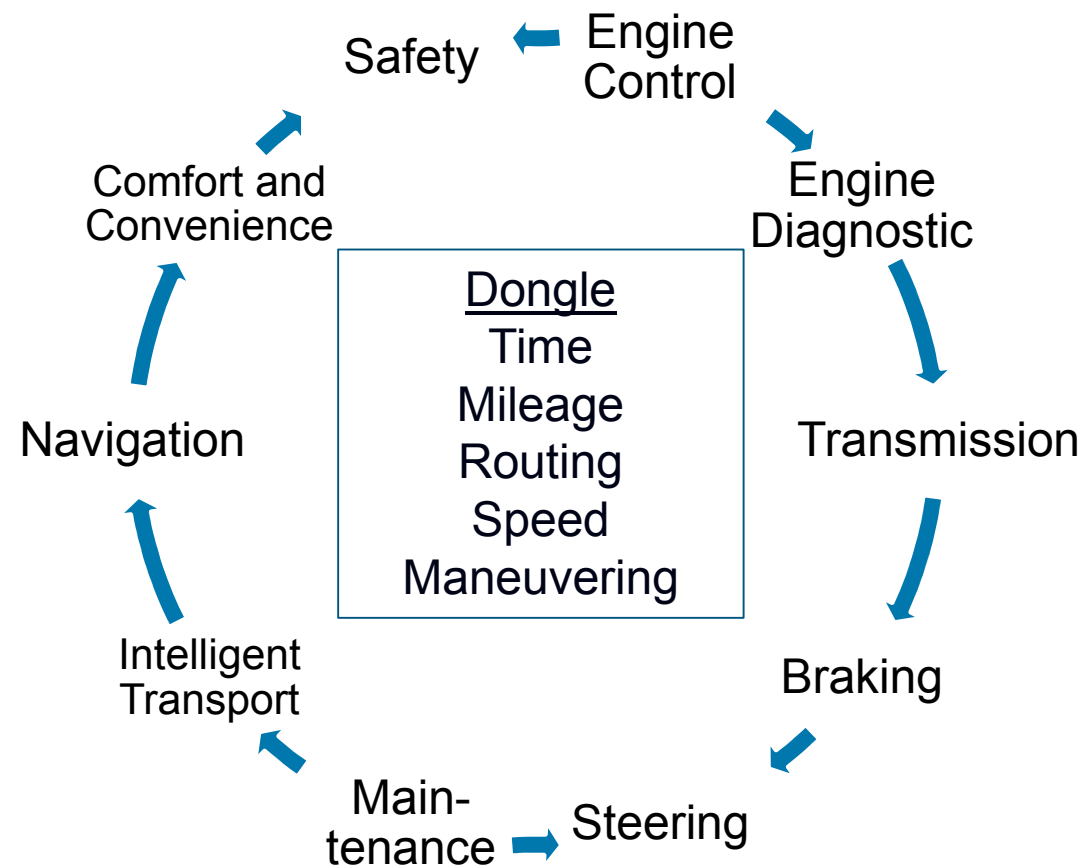 Safety
Engine
Control
Engine
Diagnostic
Transmission
Braking
Steering
Main-
tenance
Intelligent
Transport
Navigation
Comfort and
Convenience
Dongle
Time
Mileage
Routing
Speed
Maneuvering